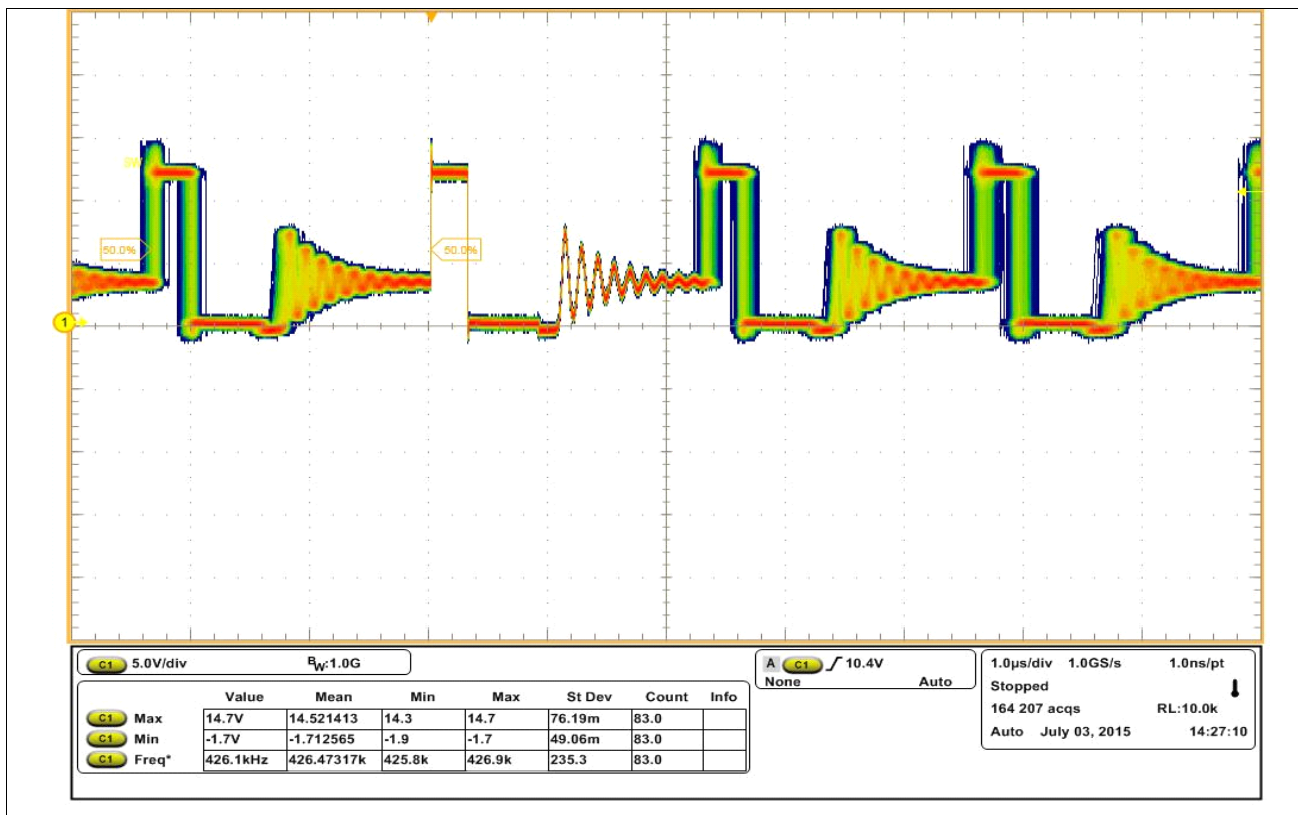 SW
50.0% 50.0%
1
C1 5.0V/div BW:1.0G
A C1 10.4V
None Auto
1.0µs/div 1.0GS/s 1.0ns/pt
Stopped
164 207 acqs RL:10.0k
Auto July 03, 2015 14:27:10
Value Mean Min Max St Dev Count Info
C1 Max 14.7V 14.521413 14.3 14.7 76.19m 83.0
C1 Min -1.7V -1.712565 -1.9 -1.7 49.06m 83.0
C1 Freq* 426.1kHz 426.47317k 425.8k 426.9k 235.3 83.0